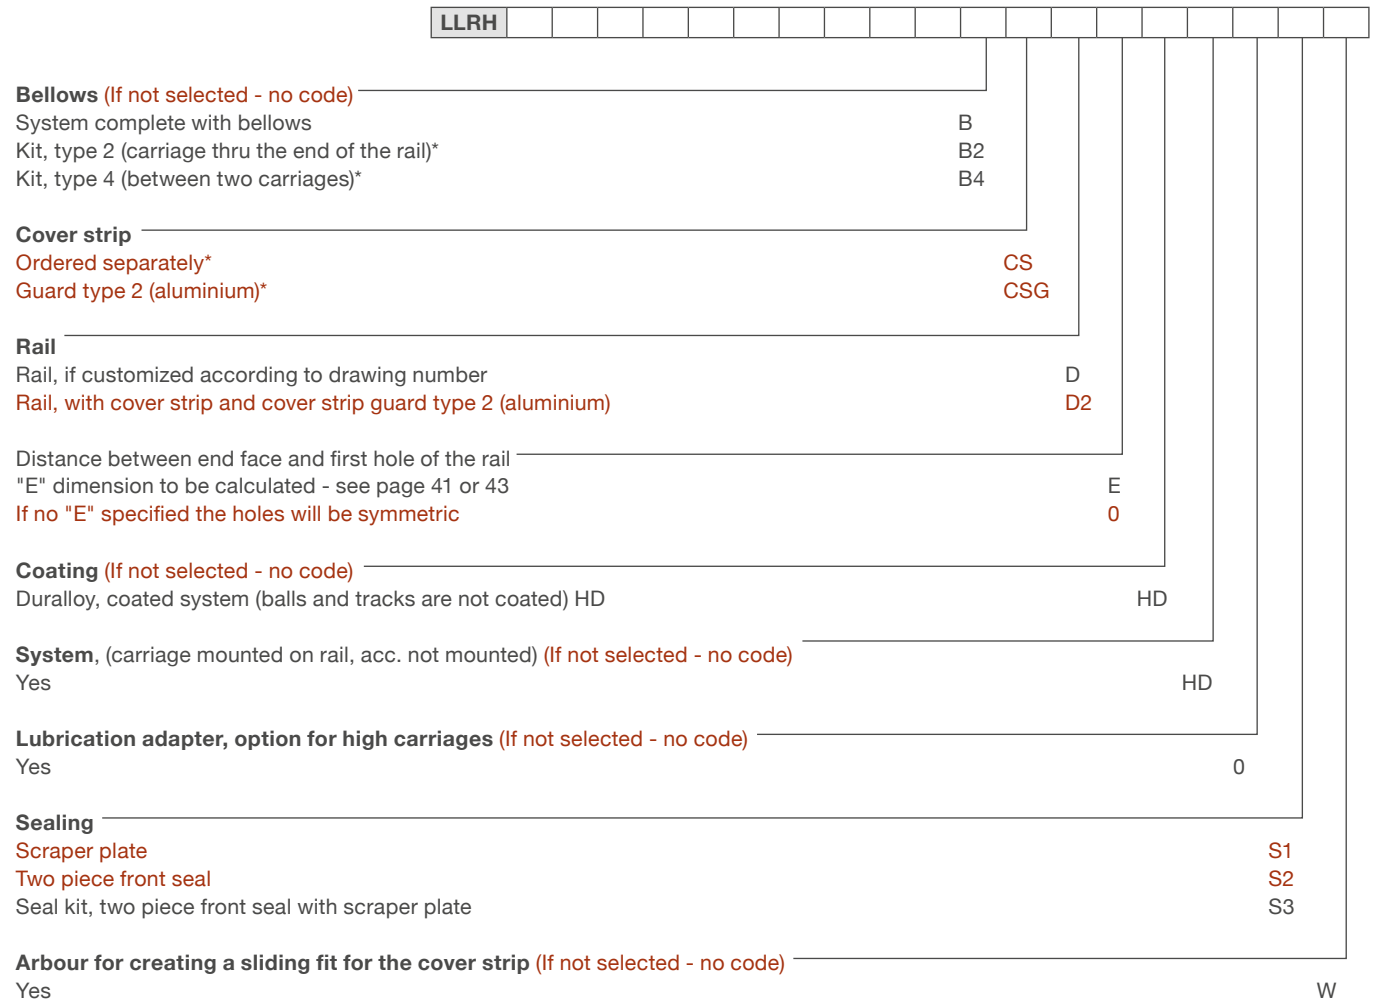 LLRH
Bellows (If not selected - no code)
System complete with bellows B
Kit, type 2 (carriage thru the end of the rail)* B2
Kit, type 4 (between two carriages)* B4
Cover strip
Ordered separately* CS
Guard type 2 (aluminium)* CSG
Rail
Rail, if customized according to drawing number D
Rail, with cover strip and cover strip guard type 2 (aluminium) D2
Distance between end face and first hole of the rail
"E" dimension to be calculated - see page 41 or 43 E
If no "E" specified the holes will be symmetric 0
Coating (If not selected - no code)
Duralloy, coated system (balls and tracks are not coated) HD HD
System, (carriage mounted on rail, acc. not mounted) (If not selected - no code)
Yes HD
Lubrication adapter, option for high carriages (If not selected - no code)
Yes 0
Sealing
Scraper plate S1
Two piece front seal S2
Seal kit, two piece front seal with scraper plate S3
Arbour for creating a sliding fit for the cover strip (If not selected - no code)
Yes W